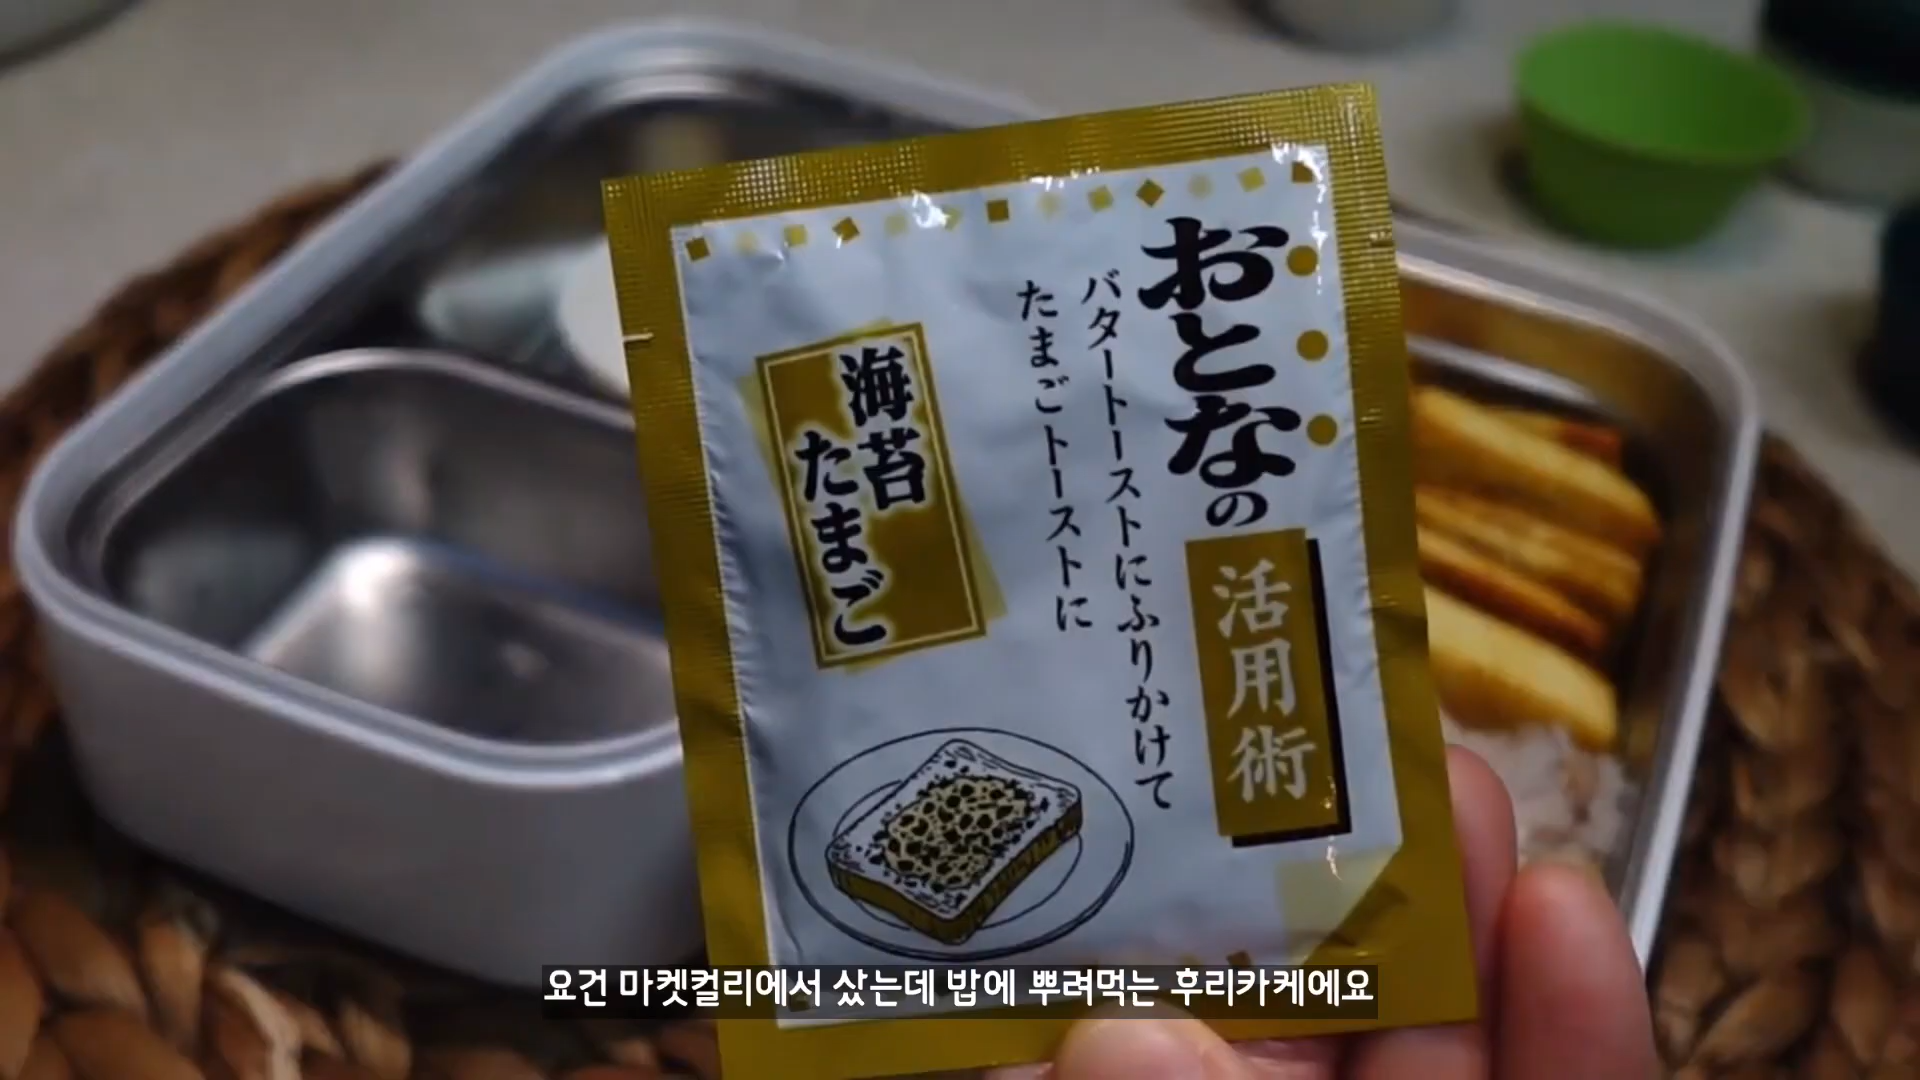 おとなの
活用術
バタートーストにふりかけて
たまごトーストに
海苔
たまご
요건 마켓컬리에서 샀는데 밥에 뿌려먹는 후리카케에요